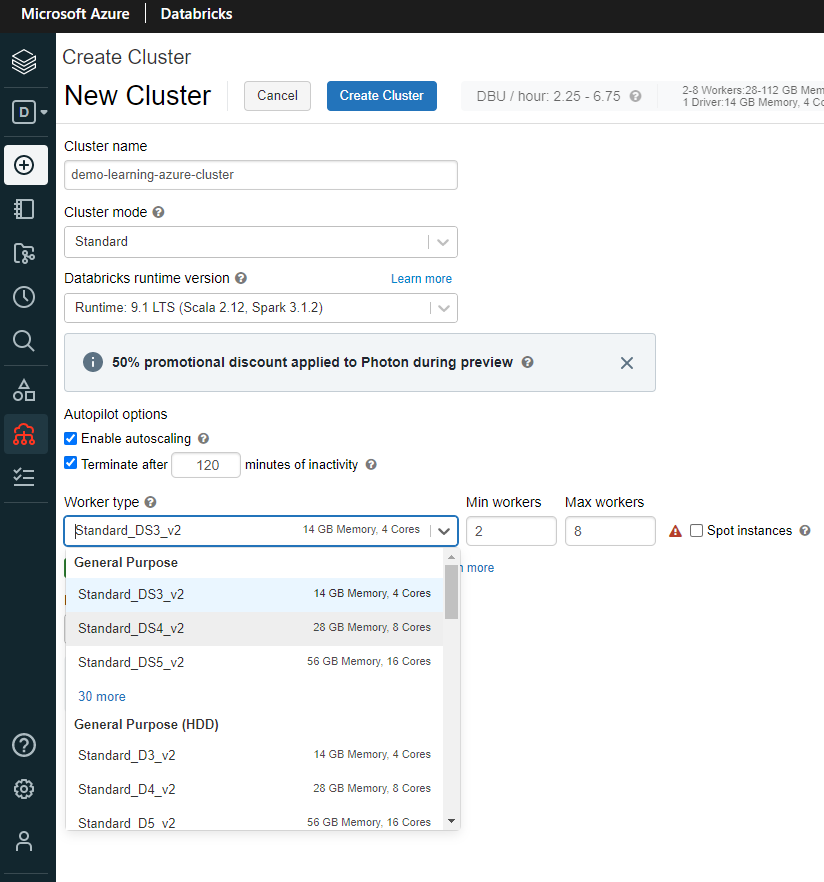 Microsoft Azure | Databricks
Create Cluster
D
New Cluster
Cancel
Create Cluster
DBU / hour: 2.25 - 6.75
2-8 Workers:28-112 GB Mem
1 Driver:14 GB Memory, 4 Co
Cluster name
demo-learning-azure-cluster
Cluster mode
Standard
Databricks runtime version
Learn more
Runtime: 9.1 LTS (Scala 2.12, Spark 3.1.2)
50% promotional discount applied to Photon during preview
Autopilot options
Enable autoscaling
Terminate after 120 minutes of inactivity
Worker type
Min workers
Max workers
Standard_DS3_v2 14 GB Memory, 4 Cores
2
8
Spot instances
General Purpose
more
Standard_DS3_v2 14 GB Memory, 4 Cores
Standard_DS4_v2 28 GB Memory, 8 Cores
Standard_DS5_v2 56 GB Memory, 16 Cores
30 more
General Purpose (HDD)
Standard_D3_v2 14 GB Memory, 4 Cores
Standard_D4_v2 28 GB Memory, 8 Cores
Standard_D5_v2 56 GB Memory, 16 Cores